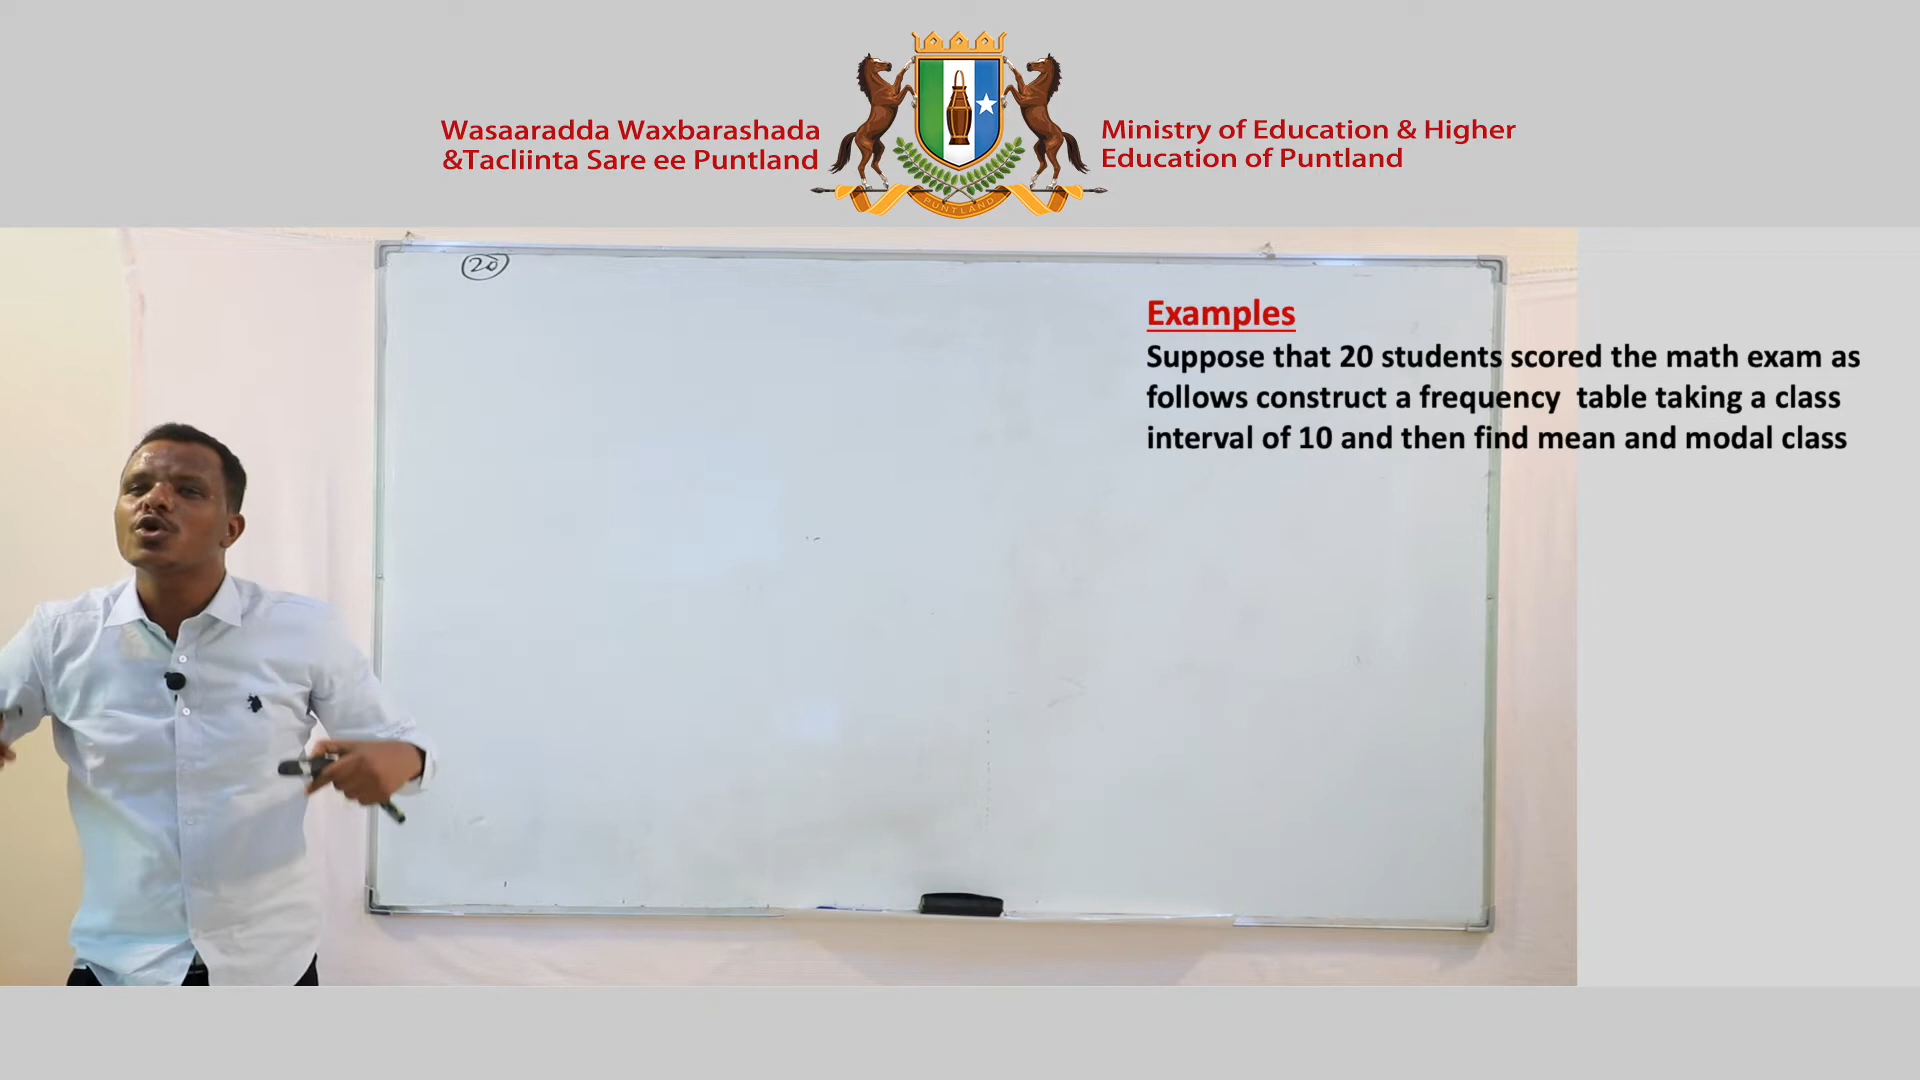 Wasaaradda Waxbarashada
&Tacliinta Sare ee Puntland
PUNTLAND
Ministry of Education & Higher
Education of Puntland
20
Examples
Suppose that 20 students scored the math exam as
follows construct a frequency table taking a class
interval of 10 and then find mean and modal class